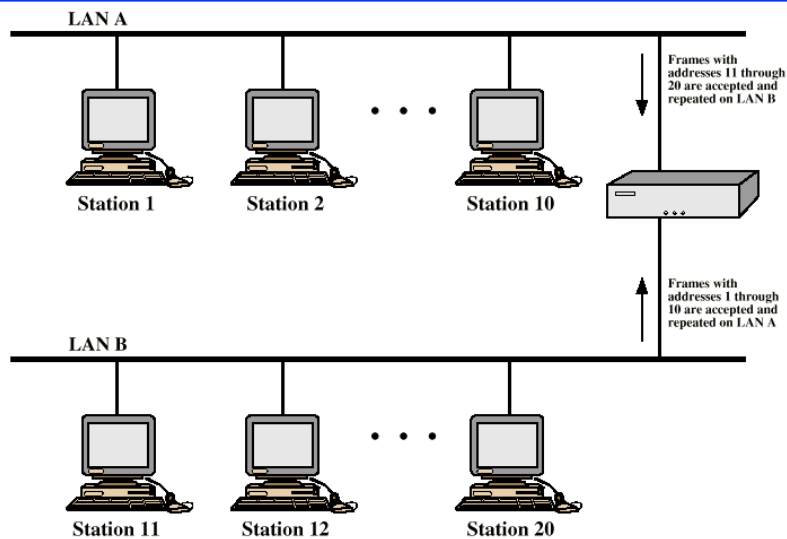 LAN A
Frames with
addresses 11 through
20 are accepted and
repeated on LAN B
Station 1
Station 2
Station 10
Frames with
addresses 1 through
10 are accepted and
repeated on LAN A
LAN B
Station 11
Station 12
Station 20